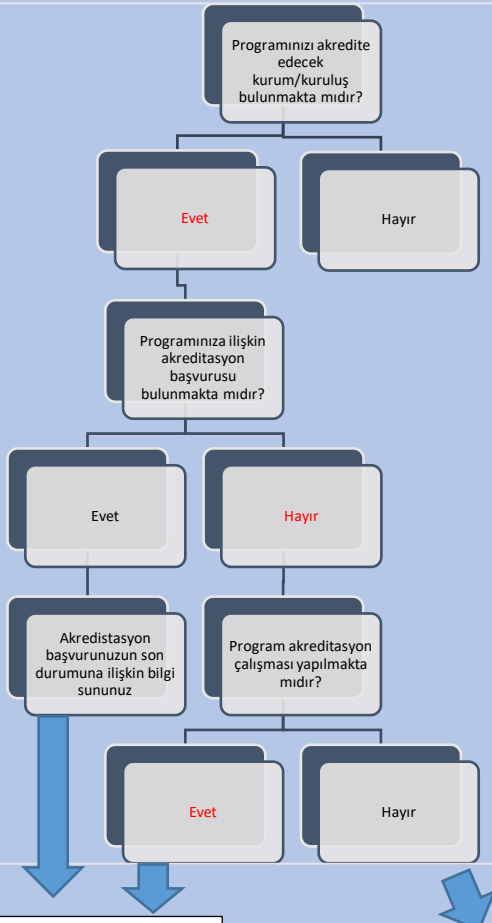 Programınızı akredite
edecek
kurum/kuruluş
bulunmakta mıdır?
Evet
Hayır
Programınıza ilişkin
akreditasyon
başvurusu
bulunmakta mıdır?
Evet
Hayır
Akredistasyon
başvurunuzun son
durumuna ilişkin bilgi
sununuz
Program akreditasyon
çalışması yapılmakta
mıdır?
Evet
Hayır